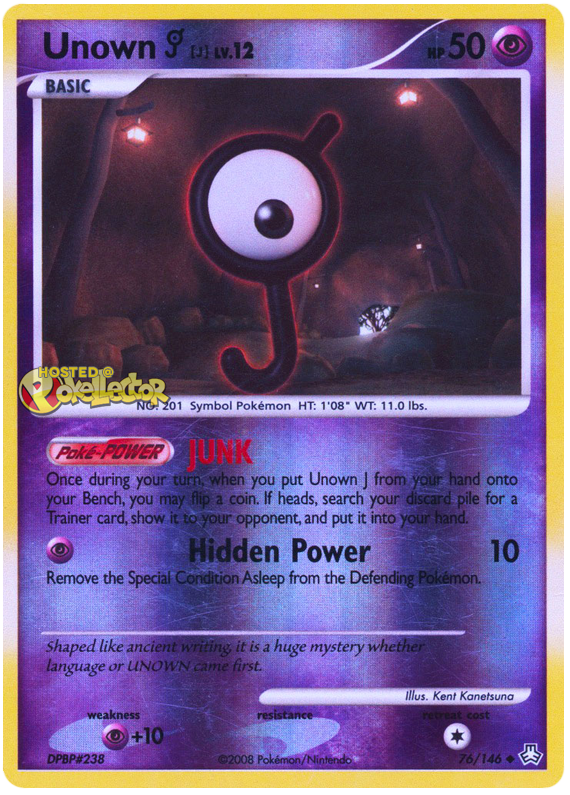 Unown J [J] LV.12 HP 50
BASIC
HOSTED @
Pokellector
NO. 201 Symbol Pokémon HT: 1'08" WT: 11.0 lbs.
Poké-POWER JUNK
Once during your turn, when you put Unown J from your hand onto
your Bench, you may flip a coin. If heads, search your discard pile for a
Trainer card, show it to your opponent, and put it into your hand.
Hidden Power 10
Remove the Special Condition Asleep from the Defending Pokémon.
Shaped like ancient writing, it is a huge mystery whether
language or UNOWN came first.
Illus. Kent Kanetsuna
weakness resistance retreat cost
+10
DPBP#238 ©2008 Pokémon/Nintendo 76/146